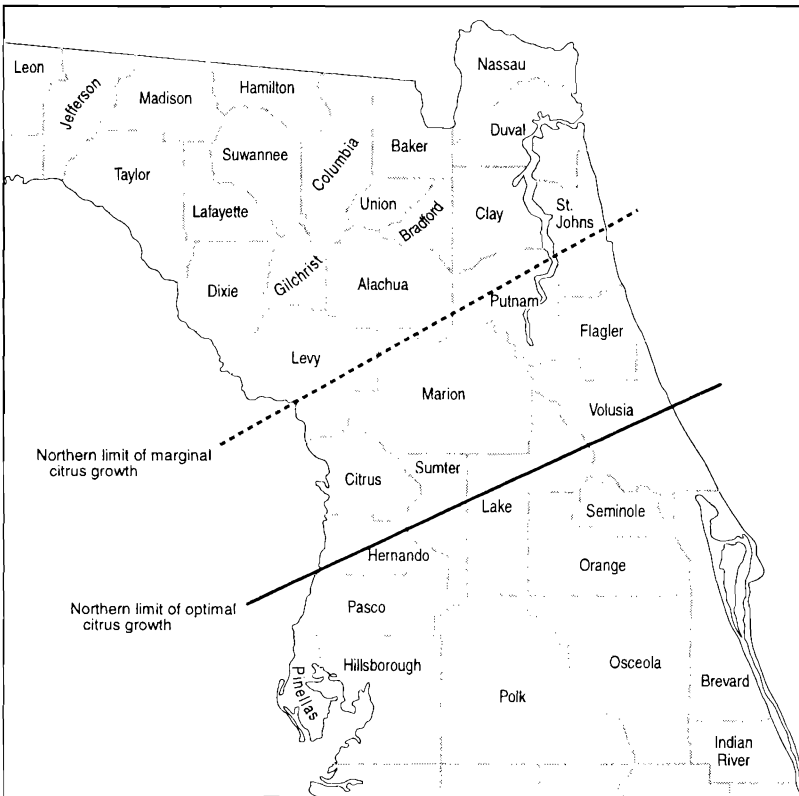 Nassau
Leon
Jefferson
Madison
Hamilton
Duval
Baker
Columbia
Suwannee
Taylor
Union
Bradford
Clay
St.
Johns
Lafayette
Gilchrist
Alachua
Dixie
Putnam
Flagler
Levy
Marion
Volusia
Northern limit of marginal
citrus growth
Citrus
Sumter
Lake
Seminole
Hernando
Orange
Northern limit of optimal
citrus growth
Pasco
Hillsborough
Pinellas
Osceola
Polk
Brevard
Indian
River